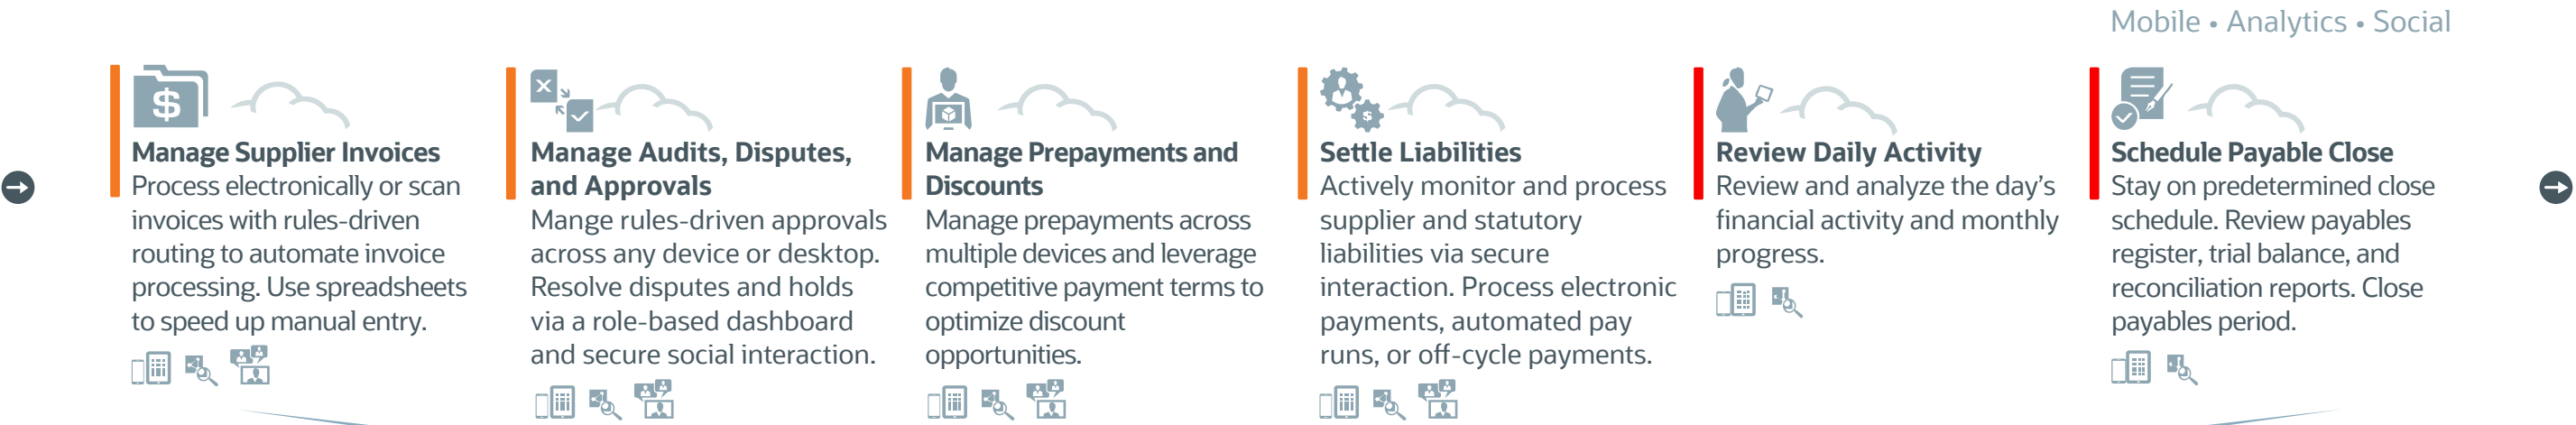 Mobile • Analytics • Social
Manage Supplier Invoices
Process electronically or scan
invoices with rules-driven
routing to automate invoice
processing. Use spreadsheets
to speed up manual entry.
Manage Audits, Disputes,
and Approvals
Mange rules-driven approvals
across any device or desktop.
Resolve disputes and holds
via a role-based dashboard
and secure social interaction.
Manage Prepayments and
Discounts
Manage prepayments across
multiple devices and leverage
competitive payment terms to
optimize discount
opportunities.
Settle Liabilities
Actively monitor and process
supplier and statutory
liabilities via secure
interaction. Process electronic
payments, automated pay
runs, or off-cycle payments.
Review Daily Activity
Review and analyze the day's
financial activity and monthly
progress.
Schedule Payable Close
Stay on predetermined close
schedule. Review payables
register, trial balance, and
reconciliation reports. Close
payables period.